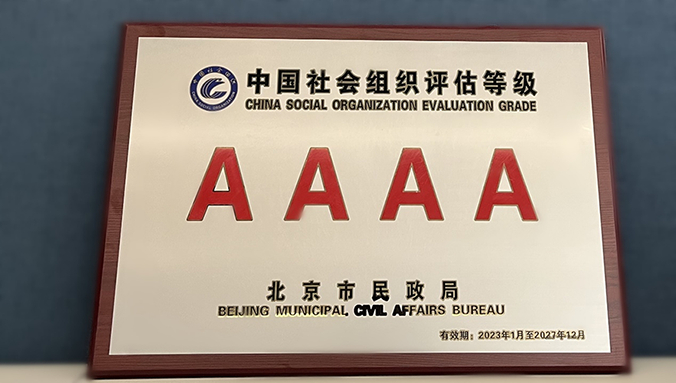 中国社会组织评估等级
CHINA SOCIAL ORGANIZATION EVALUATION GRADE
AAAA
北京市民政局
BEIJING MUNICIPAL CIVIL AFFAIRS BUREAU
有效期：2023年1月至2027年12月